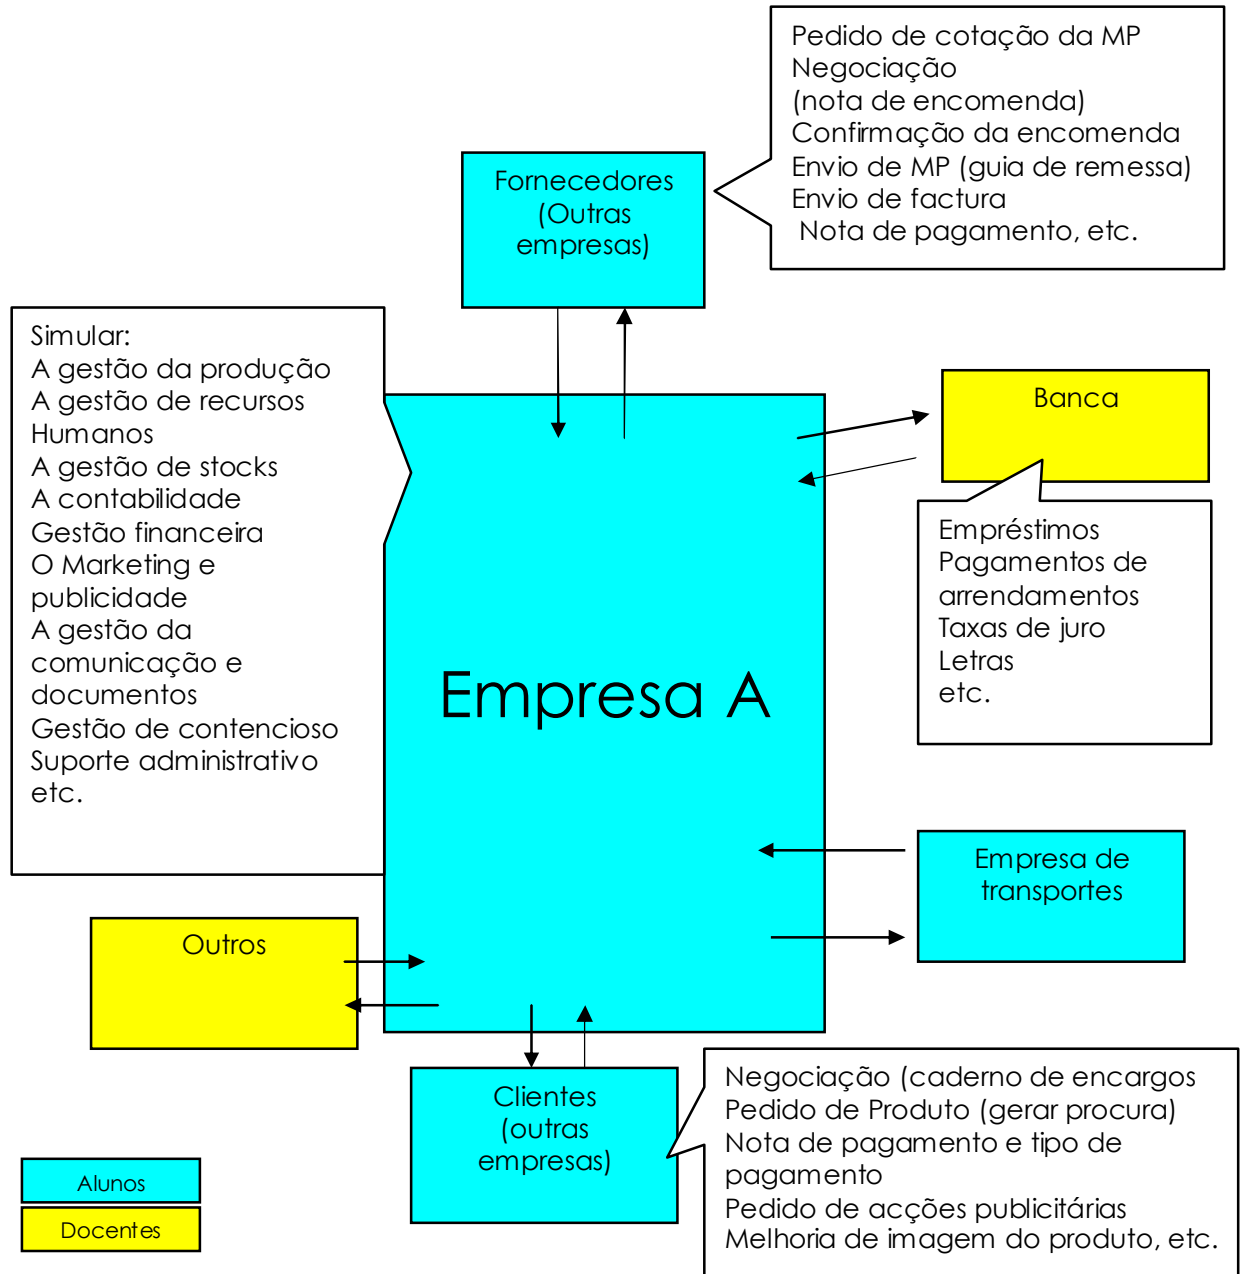 Pedido de cotação da MP
Negociação
(nota de encomenda)
Confirmação da encomenda
Envio de MP (guia de remessa)
Envio de factura
Nota de pagamento, etc.
Fornecedores
(Outras
empresas)
Simular:
A gestão da produção
A gestão de recursos
Humanos
A gestão de stocks
A contabilidade
Gestão financeira
O Marketing e
publicidade
A gestão da
comunicação e
documentos
Gestão de contencioso
Suporte administrativo
etc.
Banca
Empréstimos
Pagamentos de
arrendamentos
Taxas de juro
Letras
etc.
Empresa A
Empresa de
transportes
Outros
Clientes
(outras
empresas)
Negociação (caderno de encargos
Pedido de Produto (gerar procura)
Nota de pagamento e tipo de
pagamento
Pedido de acções publicitárias
Melhoria de imagem do produto, etc.
Alunos
Docentes